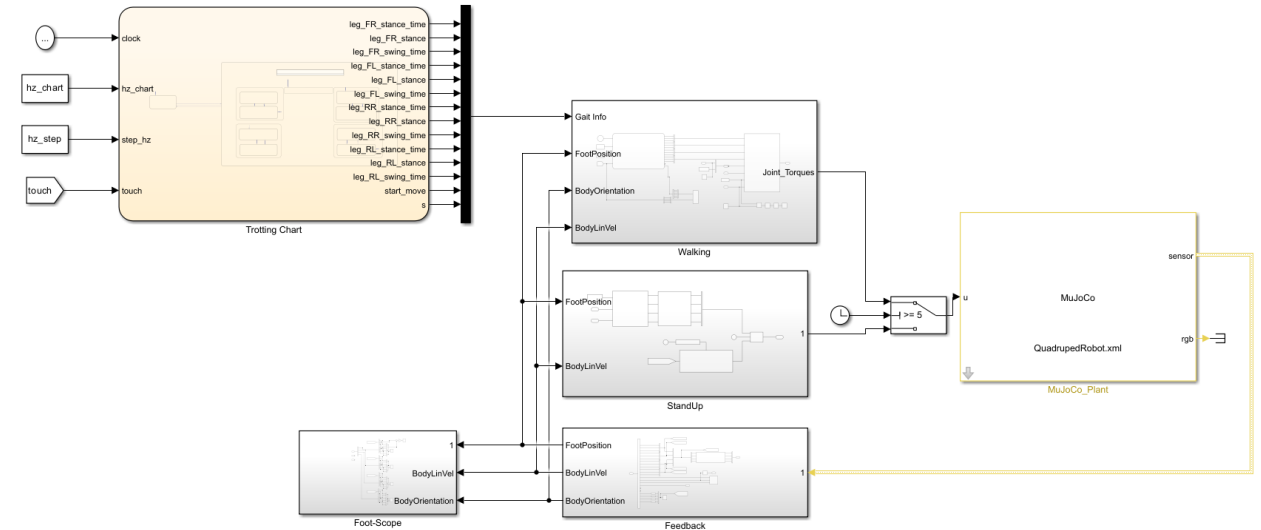 ...
hz_chart
hz_step
touch
clock
hz_chart
step_hz
touch
leg_FR_stance_time
leg_FR_stance
leg_FR_swing_time
leg_FL_stance_time
leg_FL_stance
leg_FL_swing_time
leg_RR_stance_time
leg_RR_stance
leg_RR_swing_time
leg_RL_stance_time
leg_RL_stance
leg_RL_swing_time
start_move
s
Trotting Chart
Gait Info
FootPosition
BodyOrientation
BodyLinVel
Joint_Torques
Walking
FootPosition
BodyLinVel
1
StandUp
>= 5
u
MuJoCo
QuadrupedRobot.xml
sensor
rgb
MuJoCo_Plant
1
BodyLinVel
BodyOrientation
Foot-Scope
FootPosition
BodyLinVel
BodyOrientation
1
Feedback